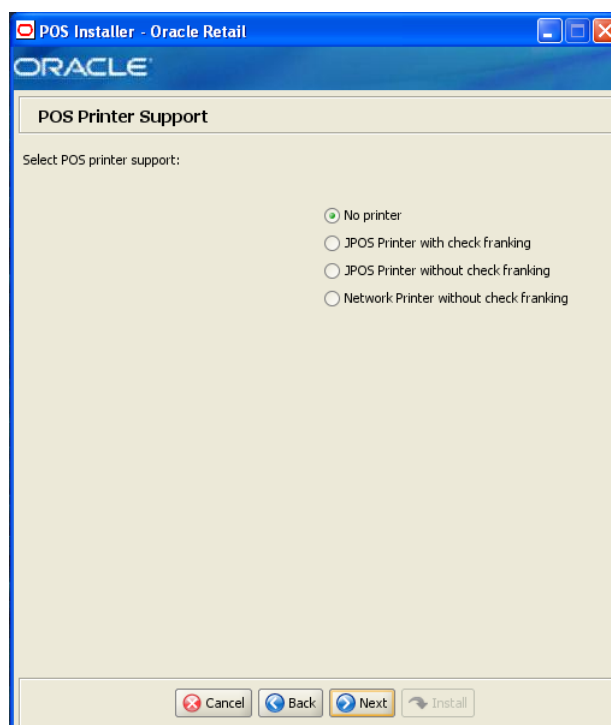 POS Installer - Oracle Retail
ORACLE
POS Printer Support
Select POS printer support:
No printer
JPOS Printer with check franking
JPOS Printer without check franking
Network Printer without check franking
Cancel
Back
Next
Install